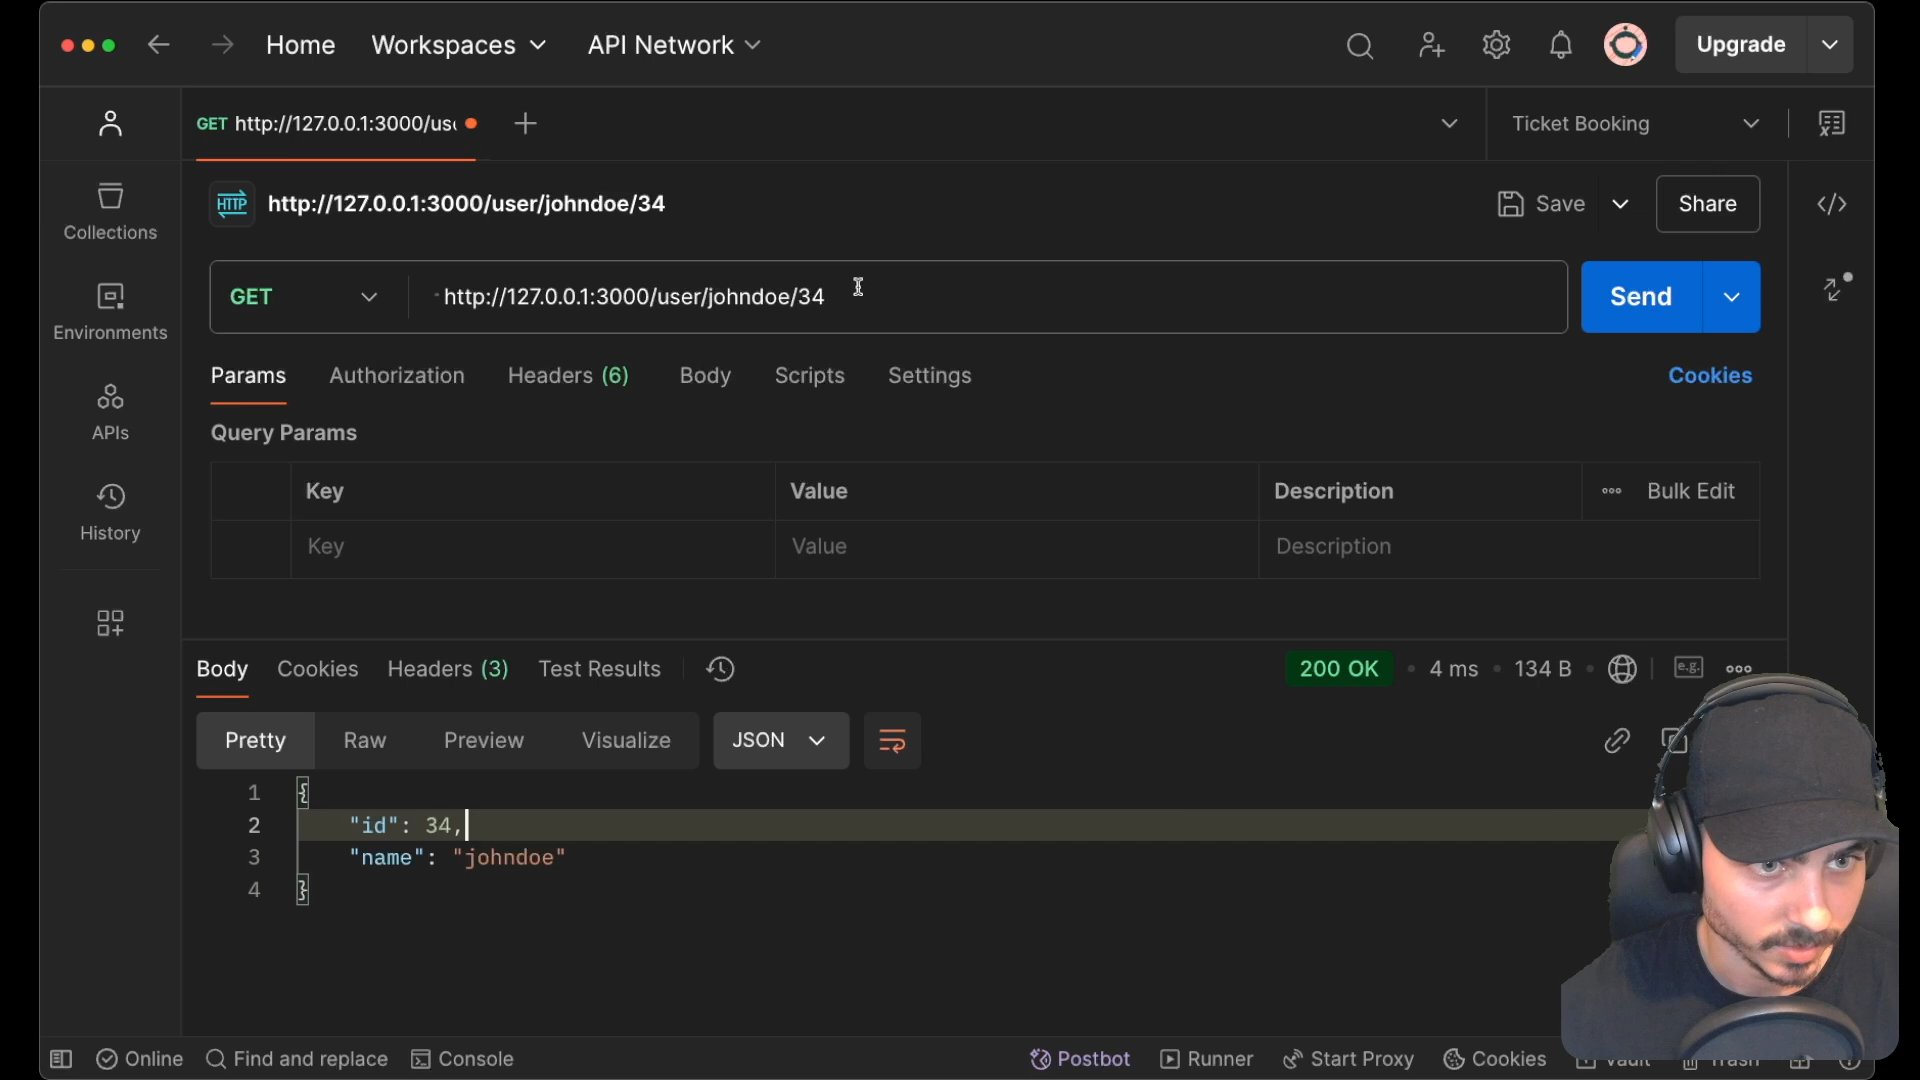 Home Workspaces API Network Upgrade
GET http://127.0.0.1:3000/us Ticket Booking
http://127.0.0.1:3000/user/johndoe/34 Save Share
HTTP
Collections
GET http://127.0.0.1:3000/user/johndoe/34 Send
Environments
Params Authorization Headers (6) Body Scripts Settings Cookies
APIs
Query Params
Key Value Description Bulk Edit
History
Key Value Description
Body Cookies Headers (3) Test Results 200 OK • 4 ms • 134 B • e.g.
Pretty Raw Preview Visualize JSON
1 {
2 "id": 34,
3 "name": "johndoe"
4 }
Online Find and replace Console Postbot Runner Start Proxy Cookies Vault Trash